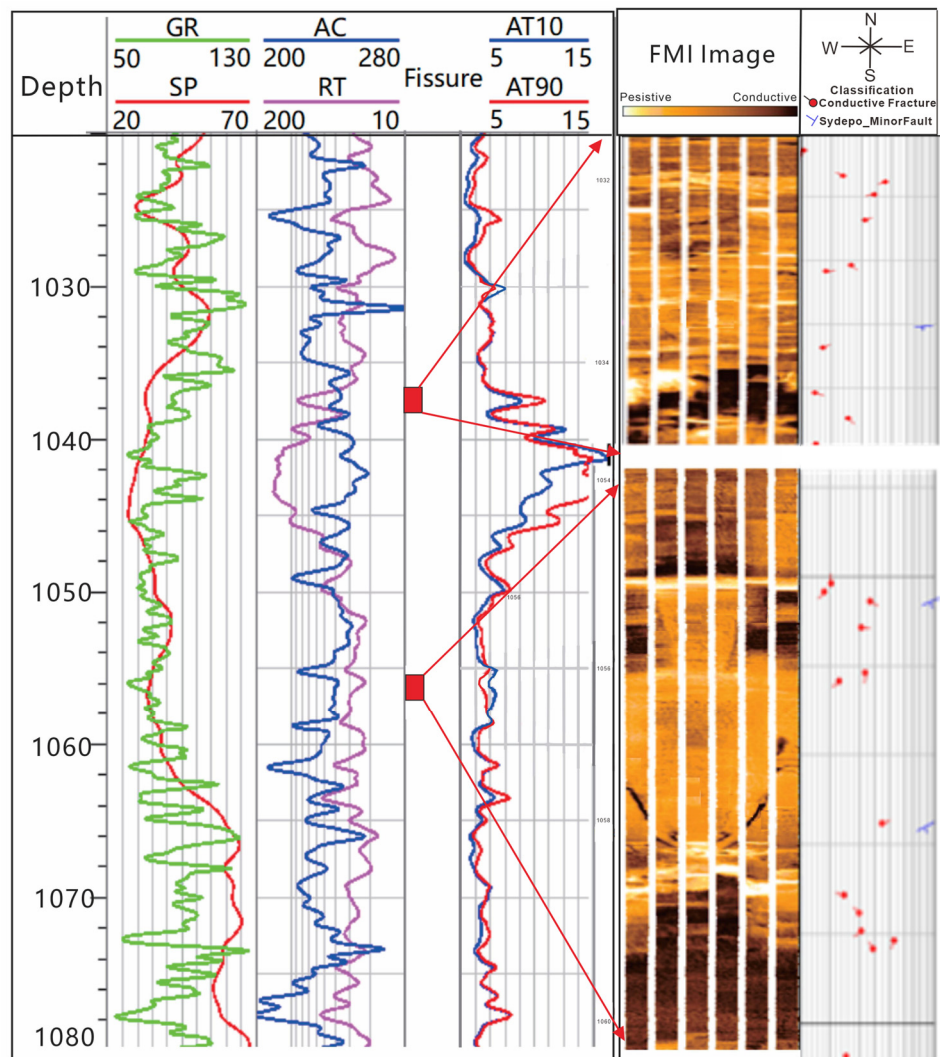 GR
50 130
SP
20 70
AC
200 280
RT
200 10
Depth
Fissure
AT10
5 15
AT90
5 15
FMI Image
Pesistive Conductive
N
W E
S
Classification
Conductive Fracture
Sydepo_MinorFault
1030
1040
1050
1060
1070
1080
1032
1034
1054
1056
1056
1058
1060